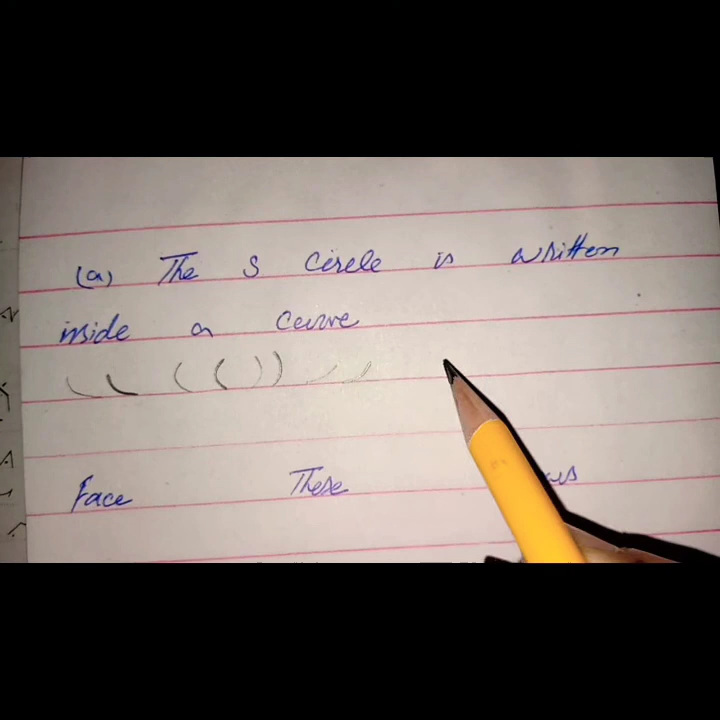 (a) The S Circle is written
inside a curve
Face These